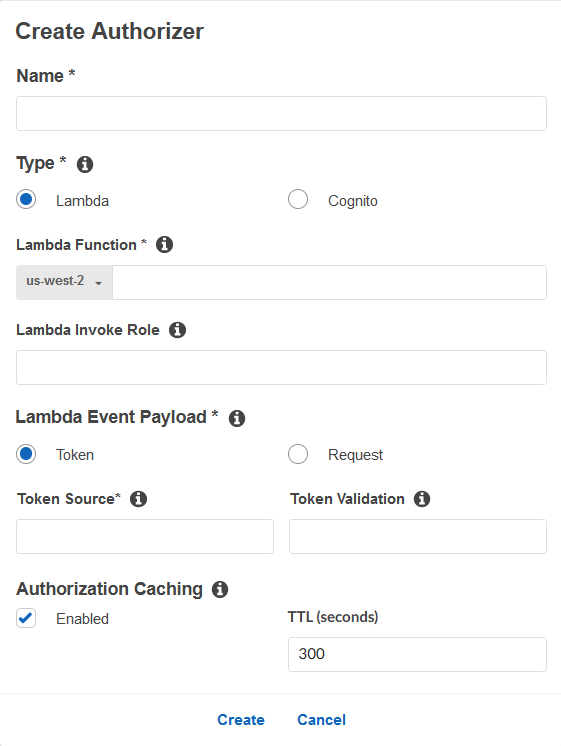 Create Authorizer
Name *
Type *
Lambda
Cognito
Lambda Function *
us-west-2
Lambda Invoke Role
Lambda Event Payload *
Token
Request
Token Source*
Token Validation
Authorization Caching
Enabled
TTL (seconds)
300
Create
Cancel